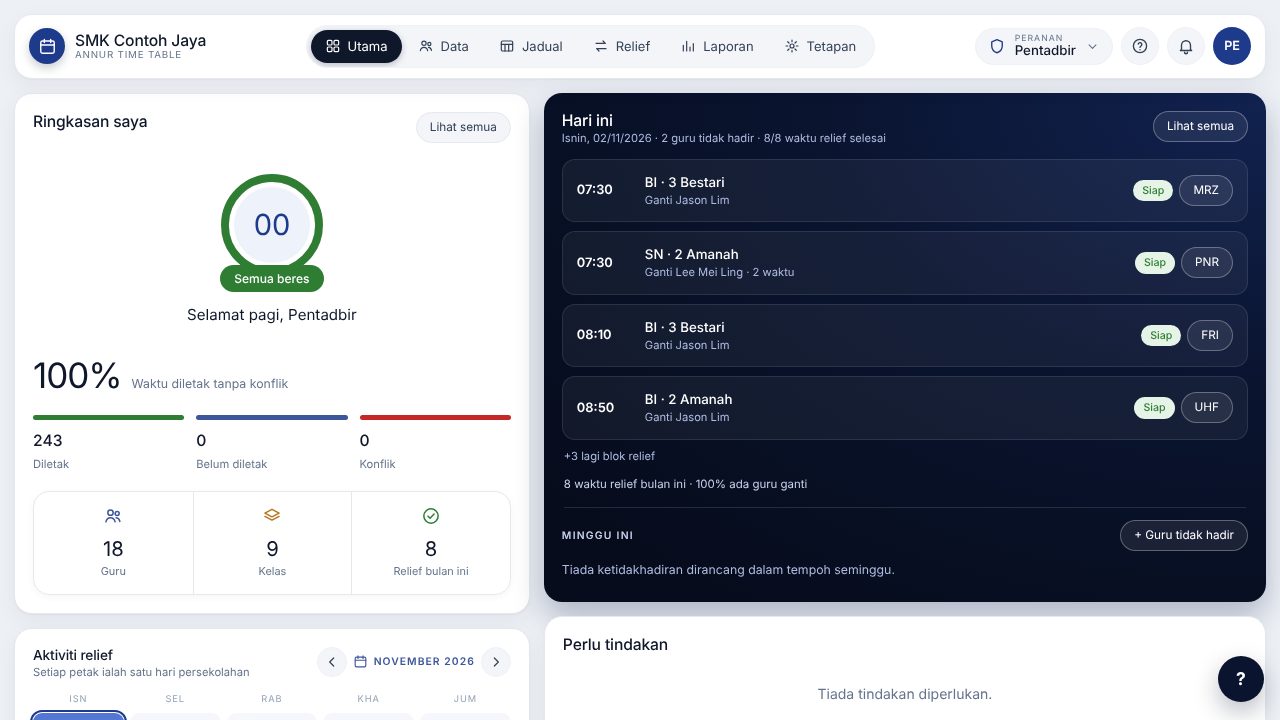 SMK Contoh Jaya
ANNUR TIME TABLE
Utama
Data
Jadual
Relief
Laporan
Tetapan
PERANAN
Pentadbir
PE
Ringkasan saya
Lihat semua
00
Semua beres
Selamat pagi, Pentadbir
100% Waktu diletak tanpa konflik
243
Diletak
0
Belum diletak
0
Konflik
18
Guru
9
Kelas
8
Relief bulan ini
Aktiviti relief
Setiap petak ialah satu hari persekolahan
NOVEMBER 2026
ISN SEL RAB KHA JUM
Hari ini
Isnin, 02/11/2026 · 2 guru tidak hadir · 8/8 waktu relief selesai
Lihat semua
07:30
BI · 3 Bestari
Ganti Jason Lim
Siap
MRZ
07:30
SN · 2 Amanah
Ganti Lee Mei Ling · 2 waktu
Siap
PNR
08:10
BI · 3 Bestari
Ganti Jason Lim
Siap
FRI
08:50
BI · 2 Amanah
Ganti Jason Lim
Siap
UHF
+3 lagi blok relief
8 waktu relief bulan ini · 100% ada guru ganti
MINGGU INI
+ Guru tidak hadir
Tiada ketidakhadiran dirancang dalam tempoh seminggu.
Perlu tindakan
Tiada tindakan diperlukan.
?